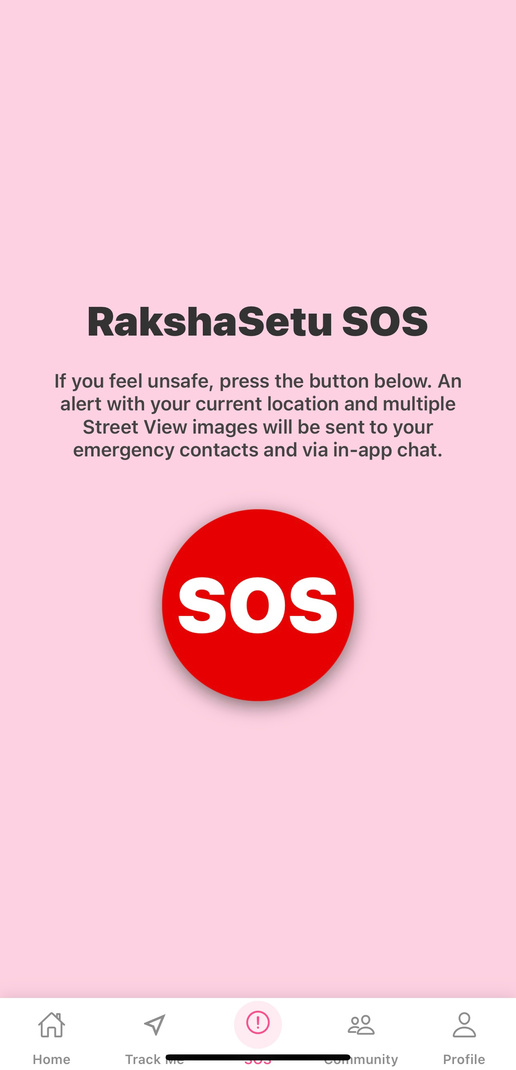 RakshaSetu SOS
If you feel unsafe, press the button below. An
alert with your current location and multiple
Street View images will be sent to your
emergency contacts and via in-app chat.
SOS
Home
Track Me
SOS
Community
Profile